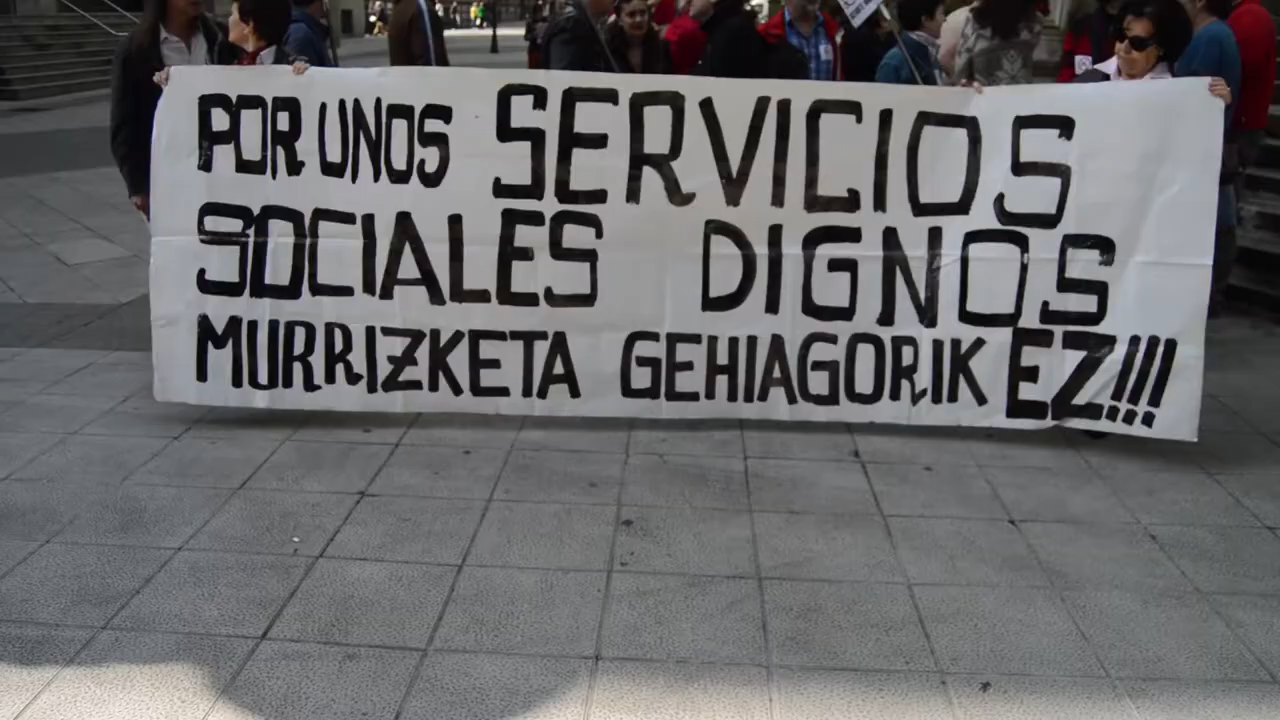 POR UNOS SERVICIOS
SOCIALES DIGNOS
MURRIZKETA GEHIAGORIK EZ!!!